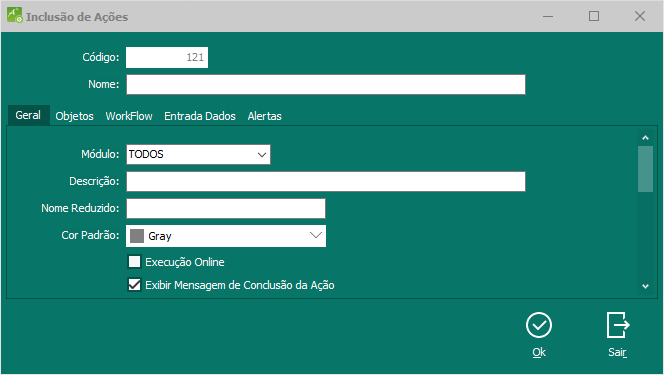 Inclusão de Ações
Código: 121
Nome:
Geral Objetos WorkFlow Entrada Dados Alertas
Módulo: TODOS
Descrição:
Nome Reduzido:
Cor Padrão: Gray
Execução Online
Exibir Mensagem de Conclusão da Ação
Ok Sair